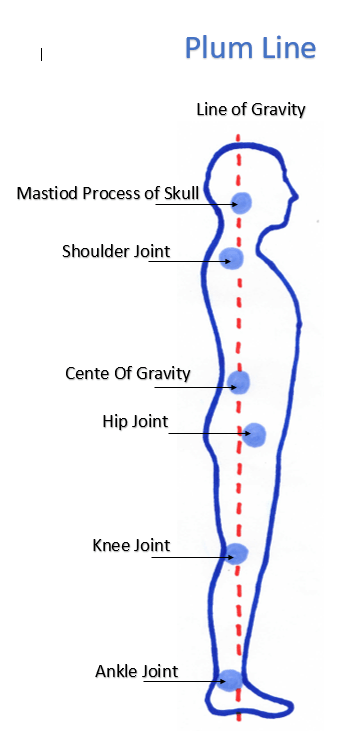 Plum Line
Line of Gravity
Mastiod Process of Skull
Shoulder Joint
Cente Of Gravity
Hip Joint
Knee Joint
Ankle Joint